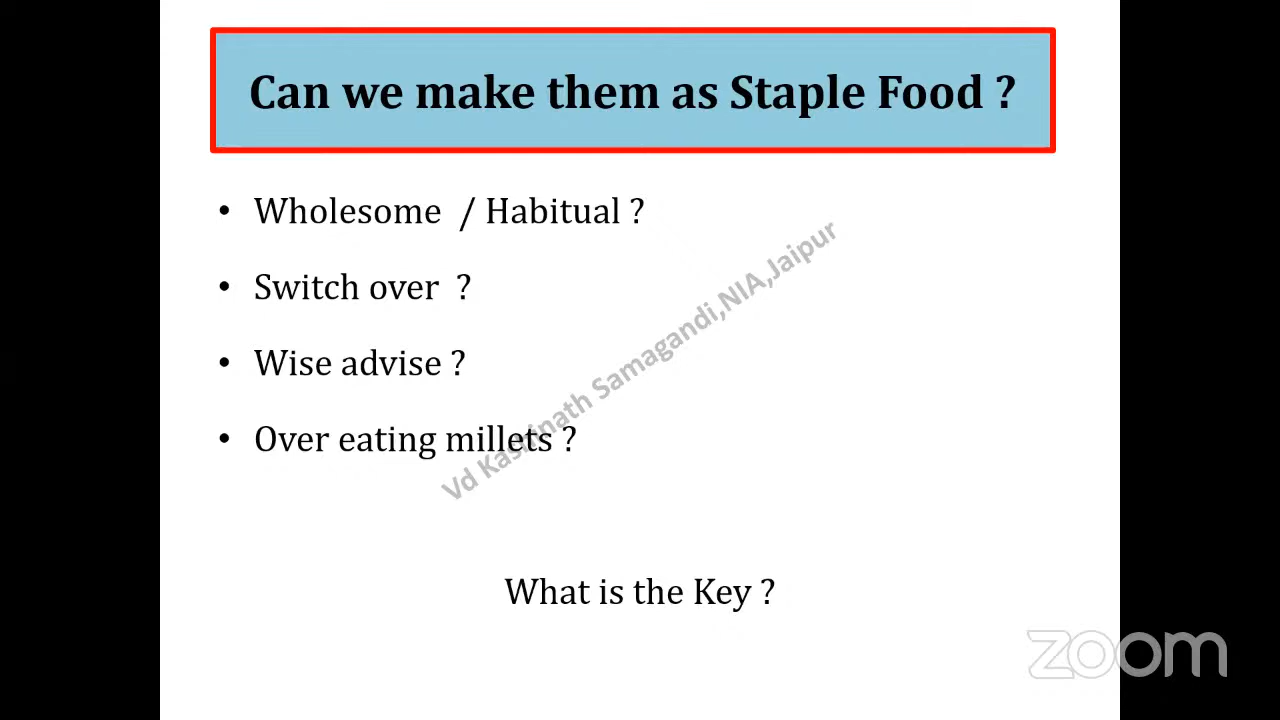 Can we make them as Staple Food ?
• Wholesome / Habitual ?
• Switch over ?
• Wise advise ?
• Over eating millets ?
Vd Kashinath Samagandi,NIA,Jaipur
What is the Key ?
zoom